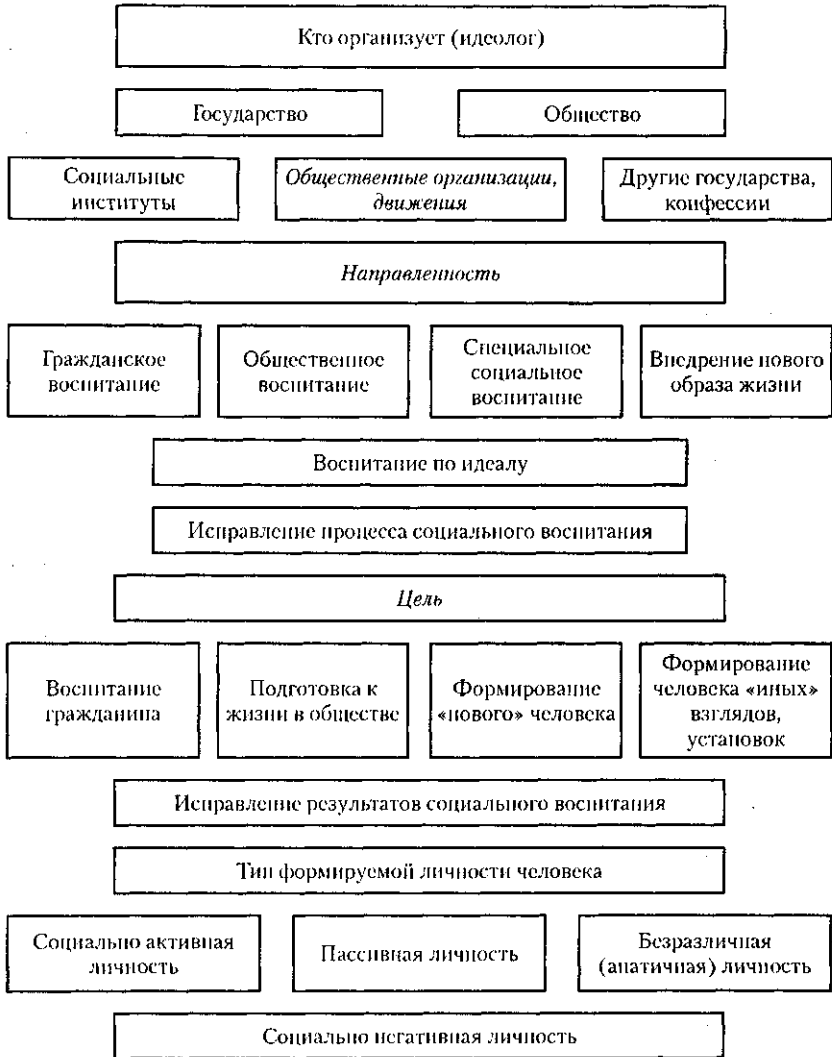 Кто организует (идеолог)
Государство
Общество
Социальные
институты
Общественные организации,
движения
Другие государства,
конфессии
Направленность
Гражданское
воспитание
Общественное
воспитание
Специальное
социальное
воспитание
Внедрение нового
образа жизни
Воспитание по идеалу
Исправление процесса социального воспитания
Цель
Воспитание
гражданина
Подготовка к
жизни в обществе
Формирование
«нового» человека
Формирование
человека «иных»
взглядов,
установок
Исправление результатов социального воспитания
Тип формируемой личности человека
Социально активная
личность
Пассивная личность
Безразличная
(апатичная) личность
Социально негативная личность